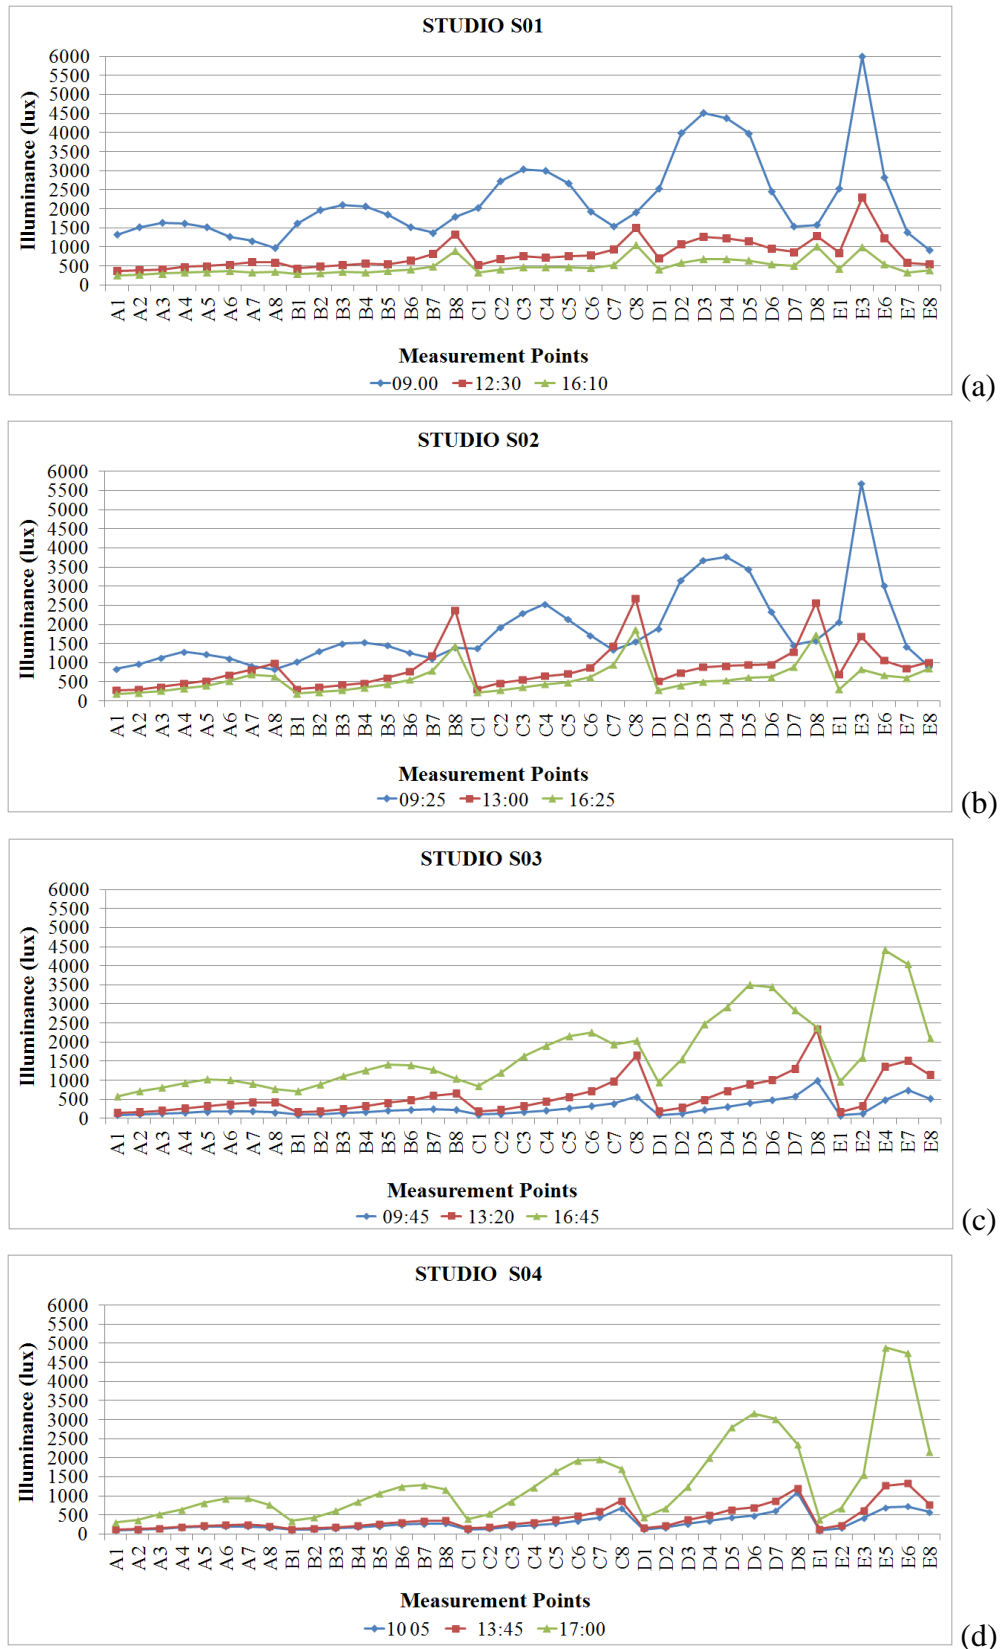 STUDIO S01
6000
5500
5000
4500
4000
3500
3000
2500
2000
1500
1000
500
0
Illuminance (lux)
A1 A2 A3 A4 A5 A6 A7 A8 B1 B2 B3 B4 B5 B6 B7 B8 C1 C2 C3 C4 C5 C6 C7 C8 D1 D2 D3 D4 D5 D6 D7 D8 E1 E3 E6 E7 E8
Measurement Points
09.00 12:30 16:10
(a)
STUDIO S02
6000
5500
5000
4500
4000
3500
3000
2500
2000
1500
1000
500
0
Illuminance (lux)
A1 A2 A3 A4 A5 A6 A7 A8 B1 B2 B3 B4 B5 B6 B7 B8 C1 C2 C3 C4 C5 C6 C7 C8 D1 D2 D3 D4 D5 D6 D7 D8 E1 E3 E6 E7 E8
Measurement Points
09:25 13:00 16:25
(b)
STUDIO S03
6000
5500
5000
4500
4000
3500
3000
2500
2000
1500
1000
500
0
Illuminance (lux)
A1 A2 A3 A4 A5 A6 A7 A8 B1 B2 B3 B4 B5 B6 B7 B8 C1 C2 C3 C4 C5 C6 C7 C8 D1 D2 D3 D4 D5 D6 D7 D8 E1 E2 E4 E7 E8
Measurement Points
09:45 13:20 16:45
(c)
STUDIO S04
6000
5500
5000
4500
4000
3500
3000
2500
2000
1500
1000
500
0
Illuminance (lux)
A1 A2 A3 A4 A5 A6 A7 A8 B1 B2 B3 B4 B5 B6 B7 B8 C1 C2 C3 C4 C5 C6 C7 C8 D1 D2 D3 D4 D5 D6 D7 D8 E1 E2 E3 E5 E6 E8
Measurement Points
10 05 13:45 17:00
(d)